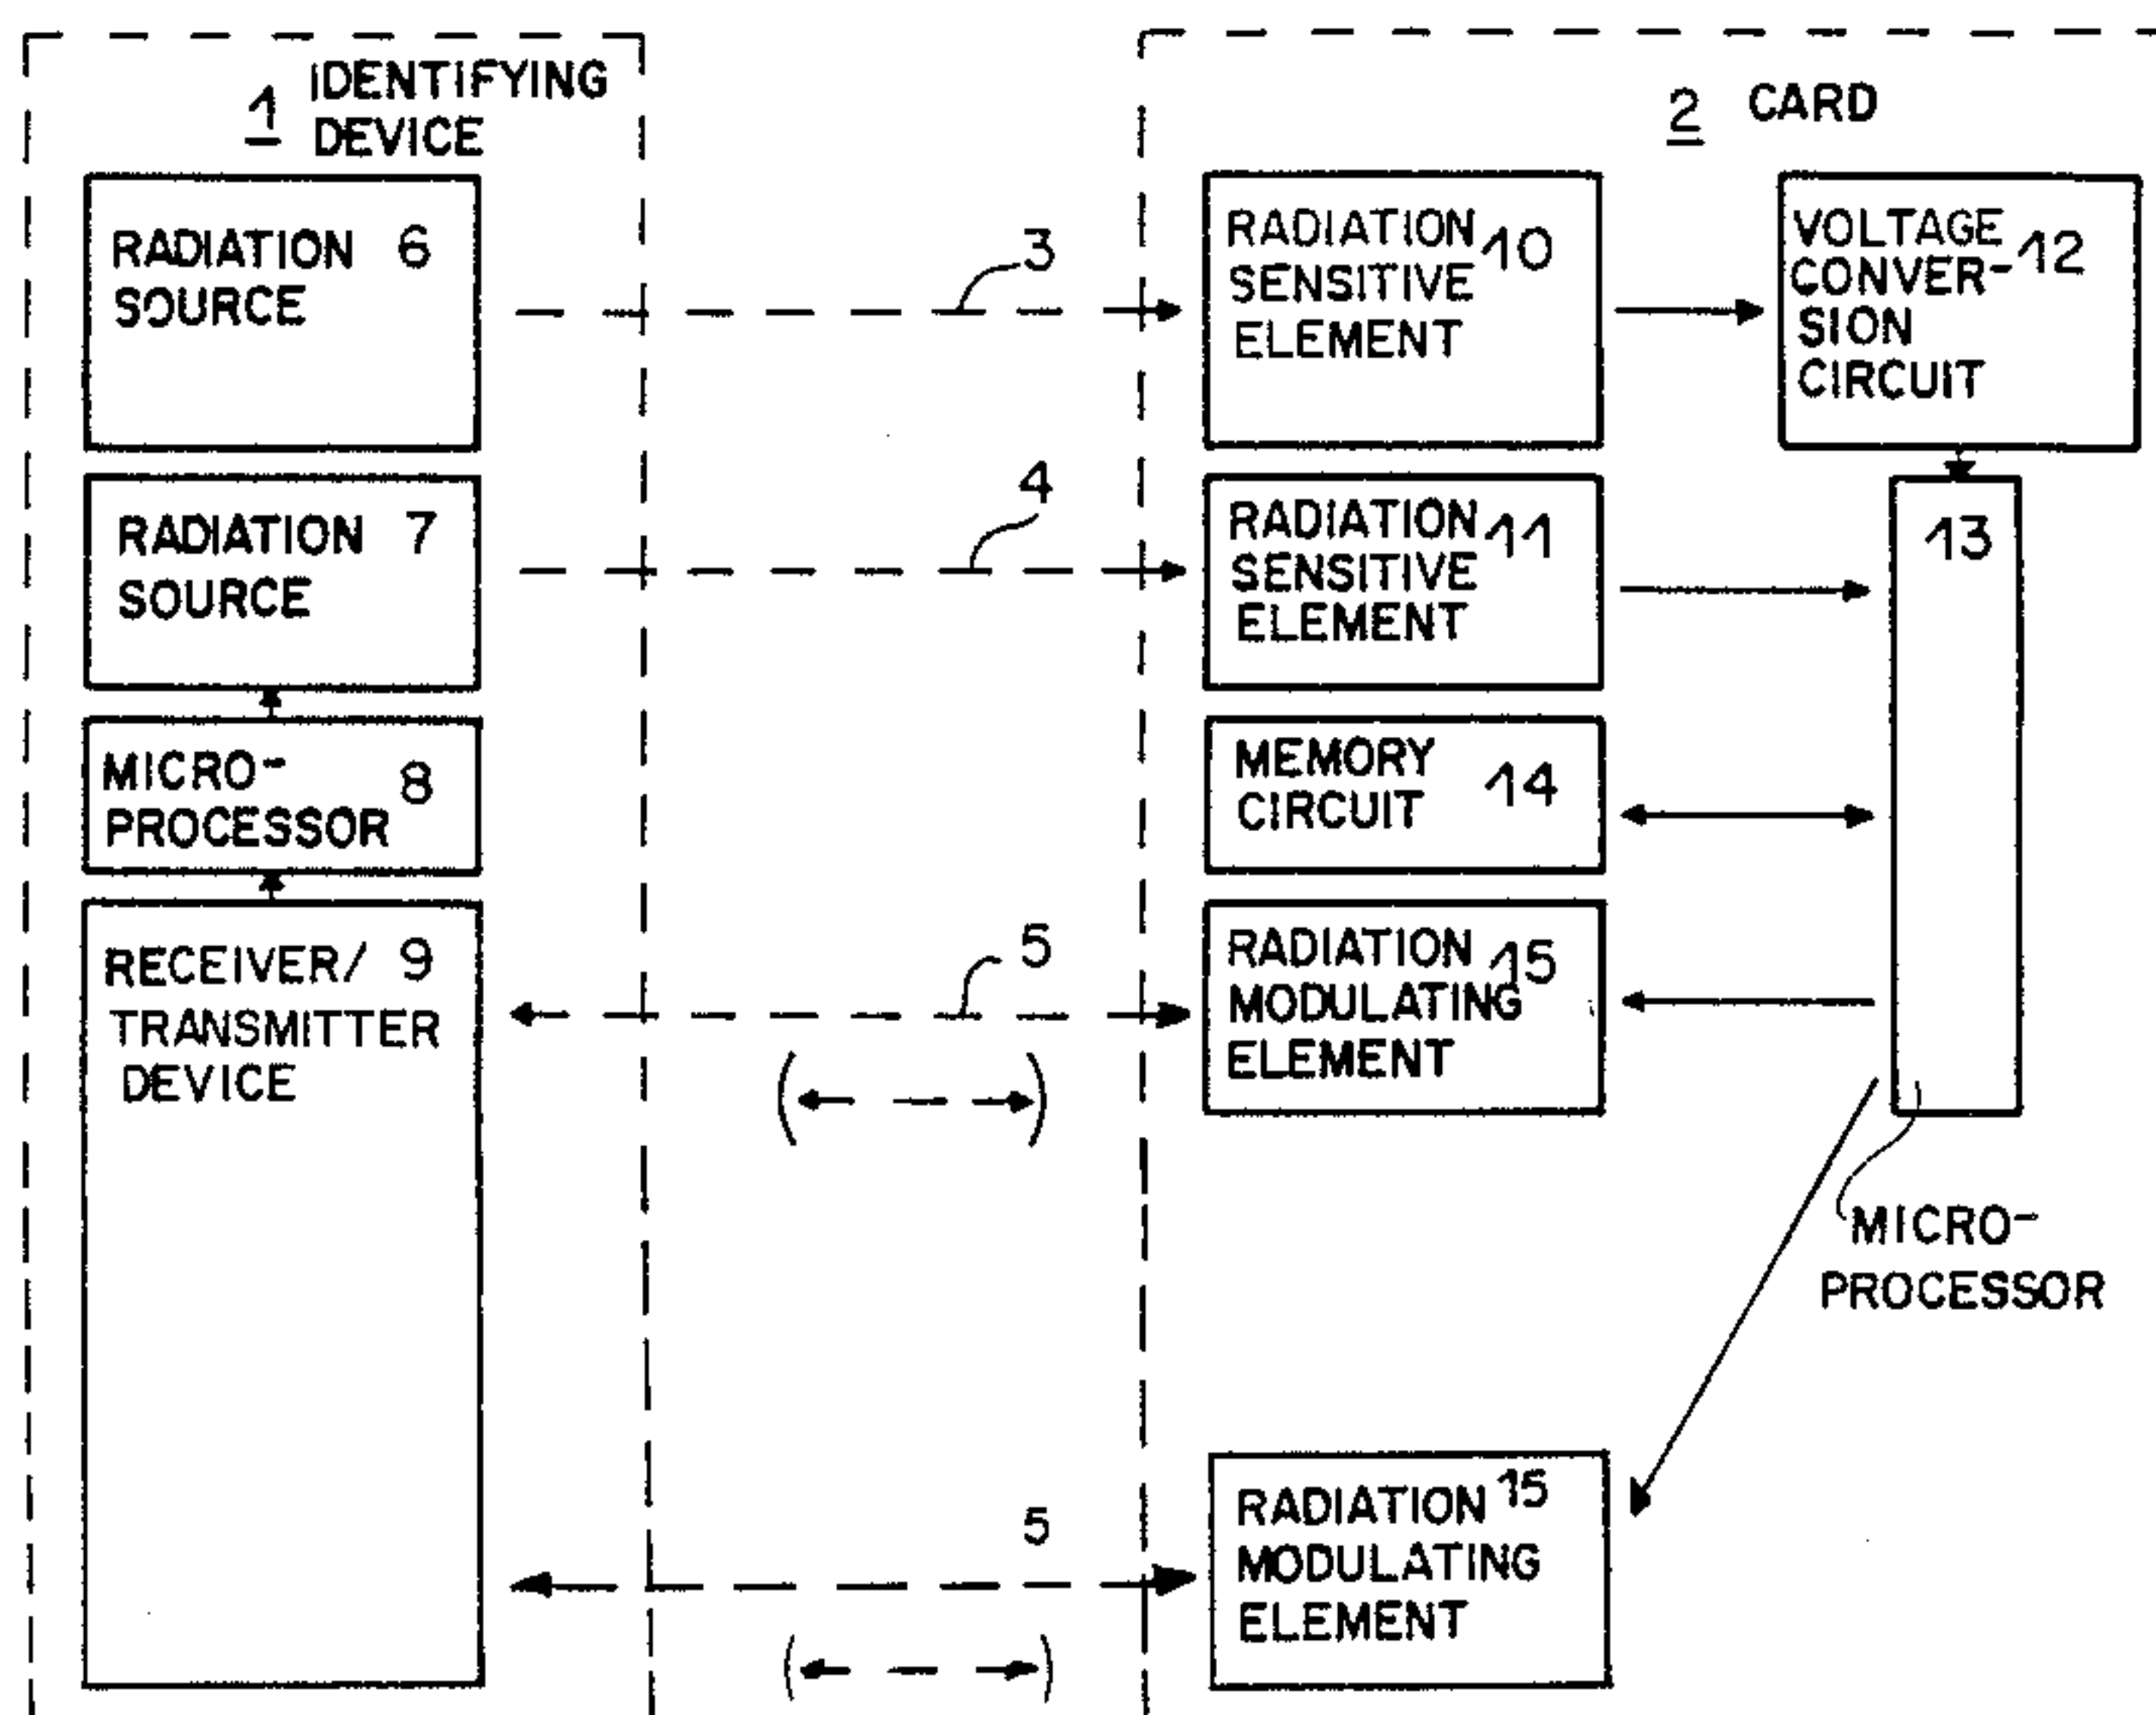 1 IDENTIFYING
DEVICE
2 CARD
RADIATION 6
SOURCE
3
RADIATION 10
SENSITIVE
ELEMENT
VOLTAGE 12
CONVER-
SION
CIRCUIT
RADIATION 7
SOURCE
4
RADIATION 11
SENSITIVE
ELEMENT
13
MICRO- 8
PROCESSOR
MEMORY 14
CIRCUIT
RECEIVER/ 9
TRANSMITTER
DEVICE
5
RADIATION 15
MODULATING
ELEMENT
MICRO-
PROCESSOR
5
RADIATION 15
MODULATING
ELEMENT